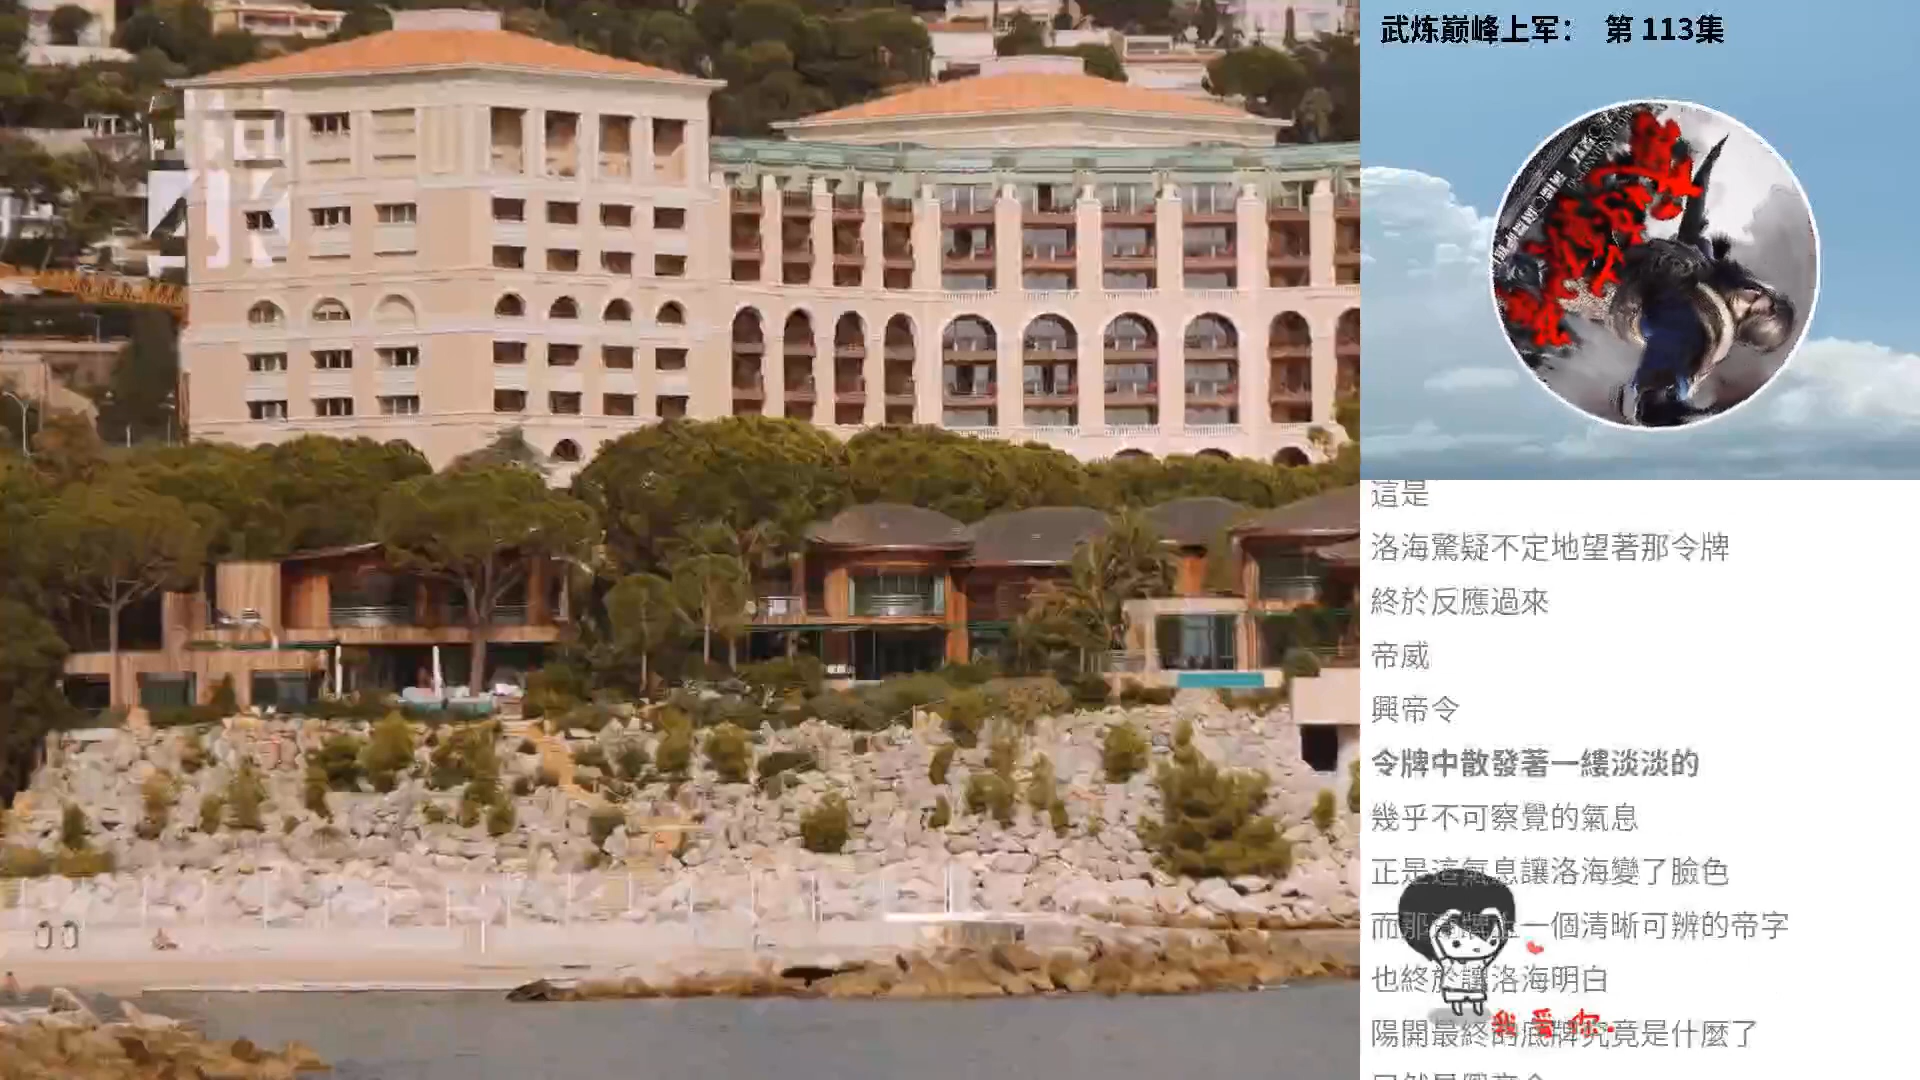 武炼巅峰上军： 第 113集
4K
這是
洛海驚疑不定地望著那令牌
終於反應過來
帝威
興帝令
令牌中散發著一縷淡淡的
幾乎不可察覺的氣息
正是這氣息讓洛海變了臉色
而那令牌上一個清晰可辨的帝字
也終於讓洛海明白
陽開最終的底牌究竟是什麼了
我愛你.